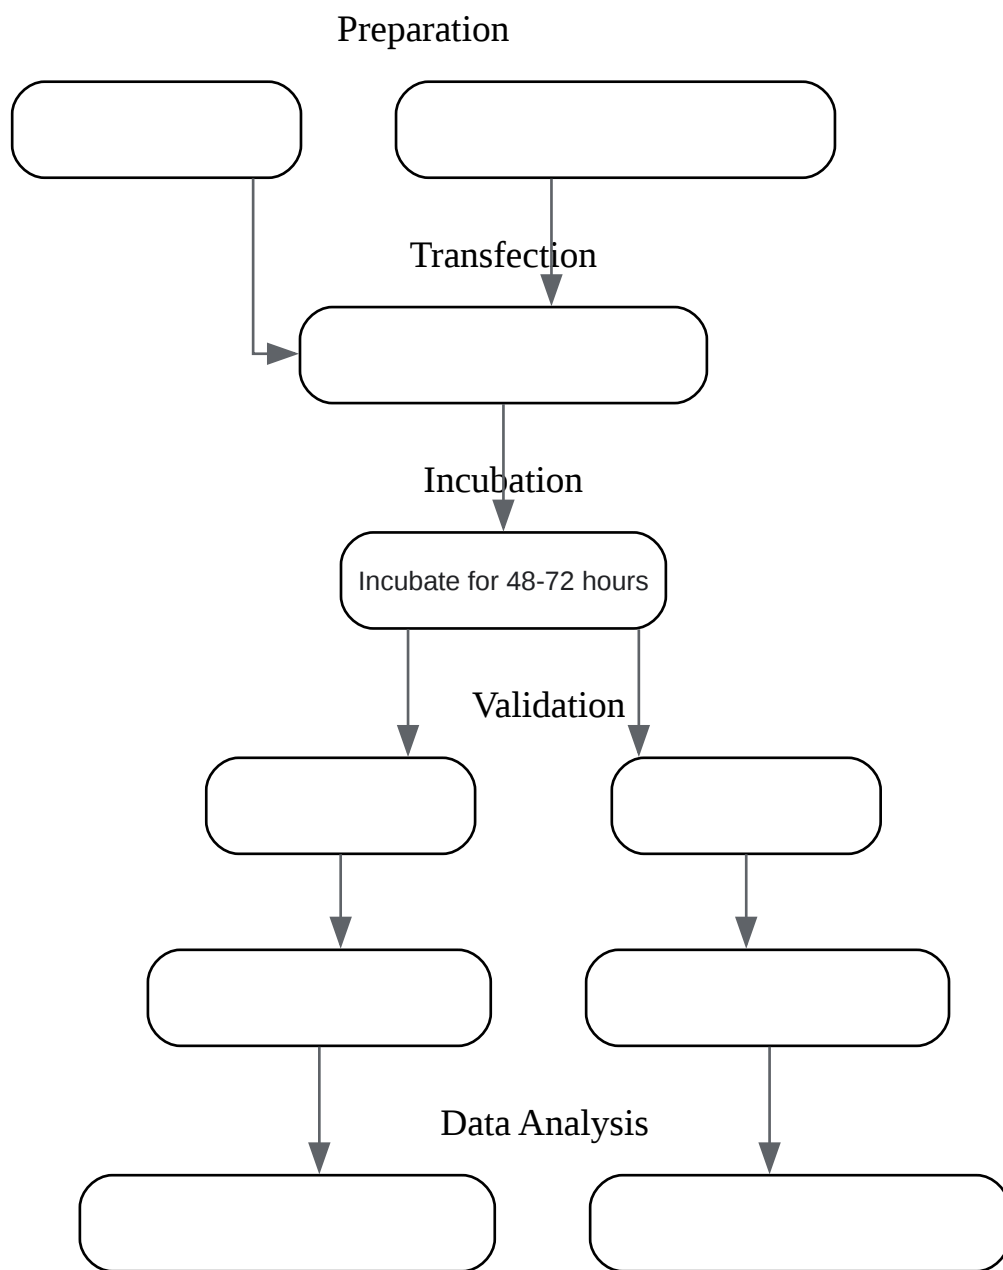 Preparation
Transfection
Incubation
Incubate for 48-72 hours
Validation
Data Analysis